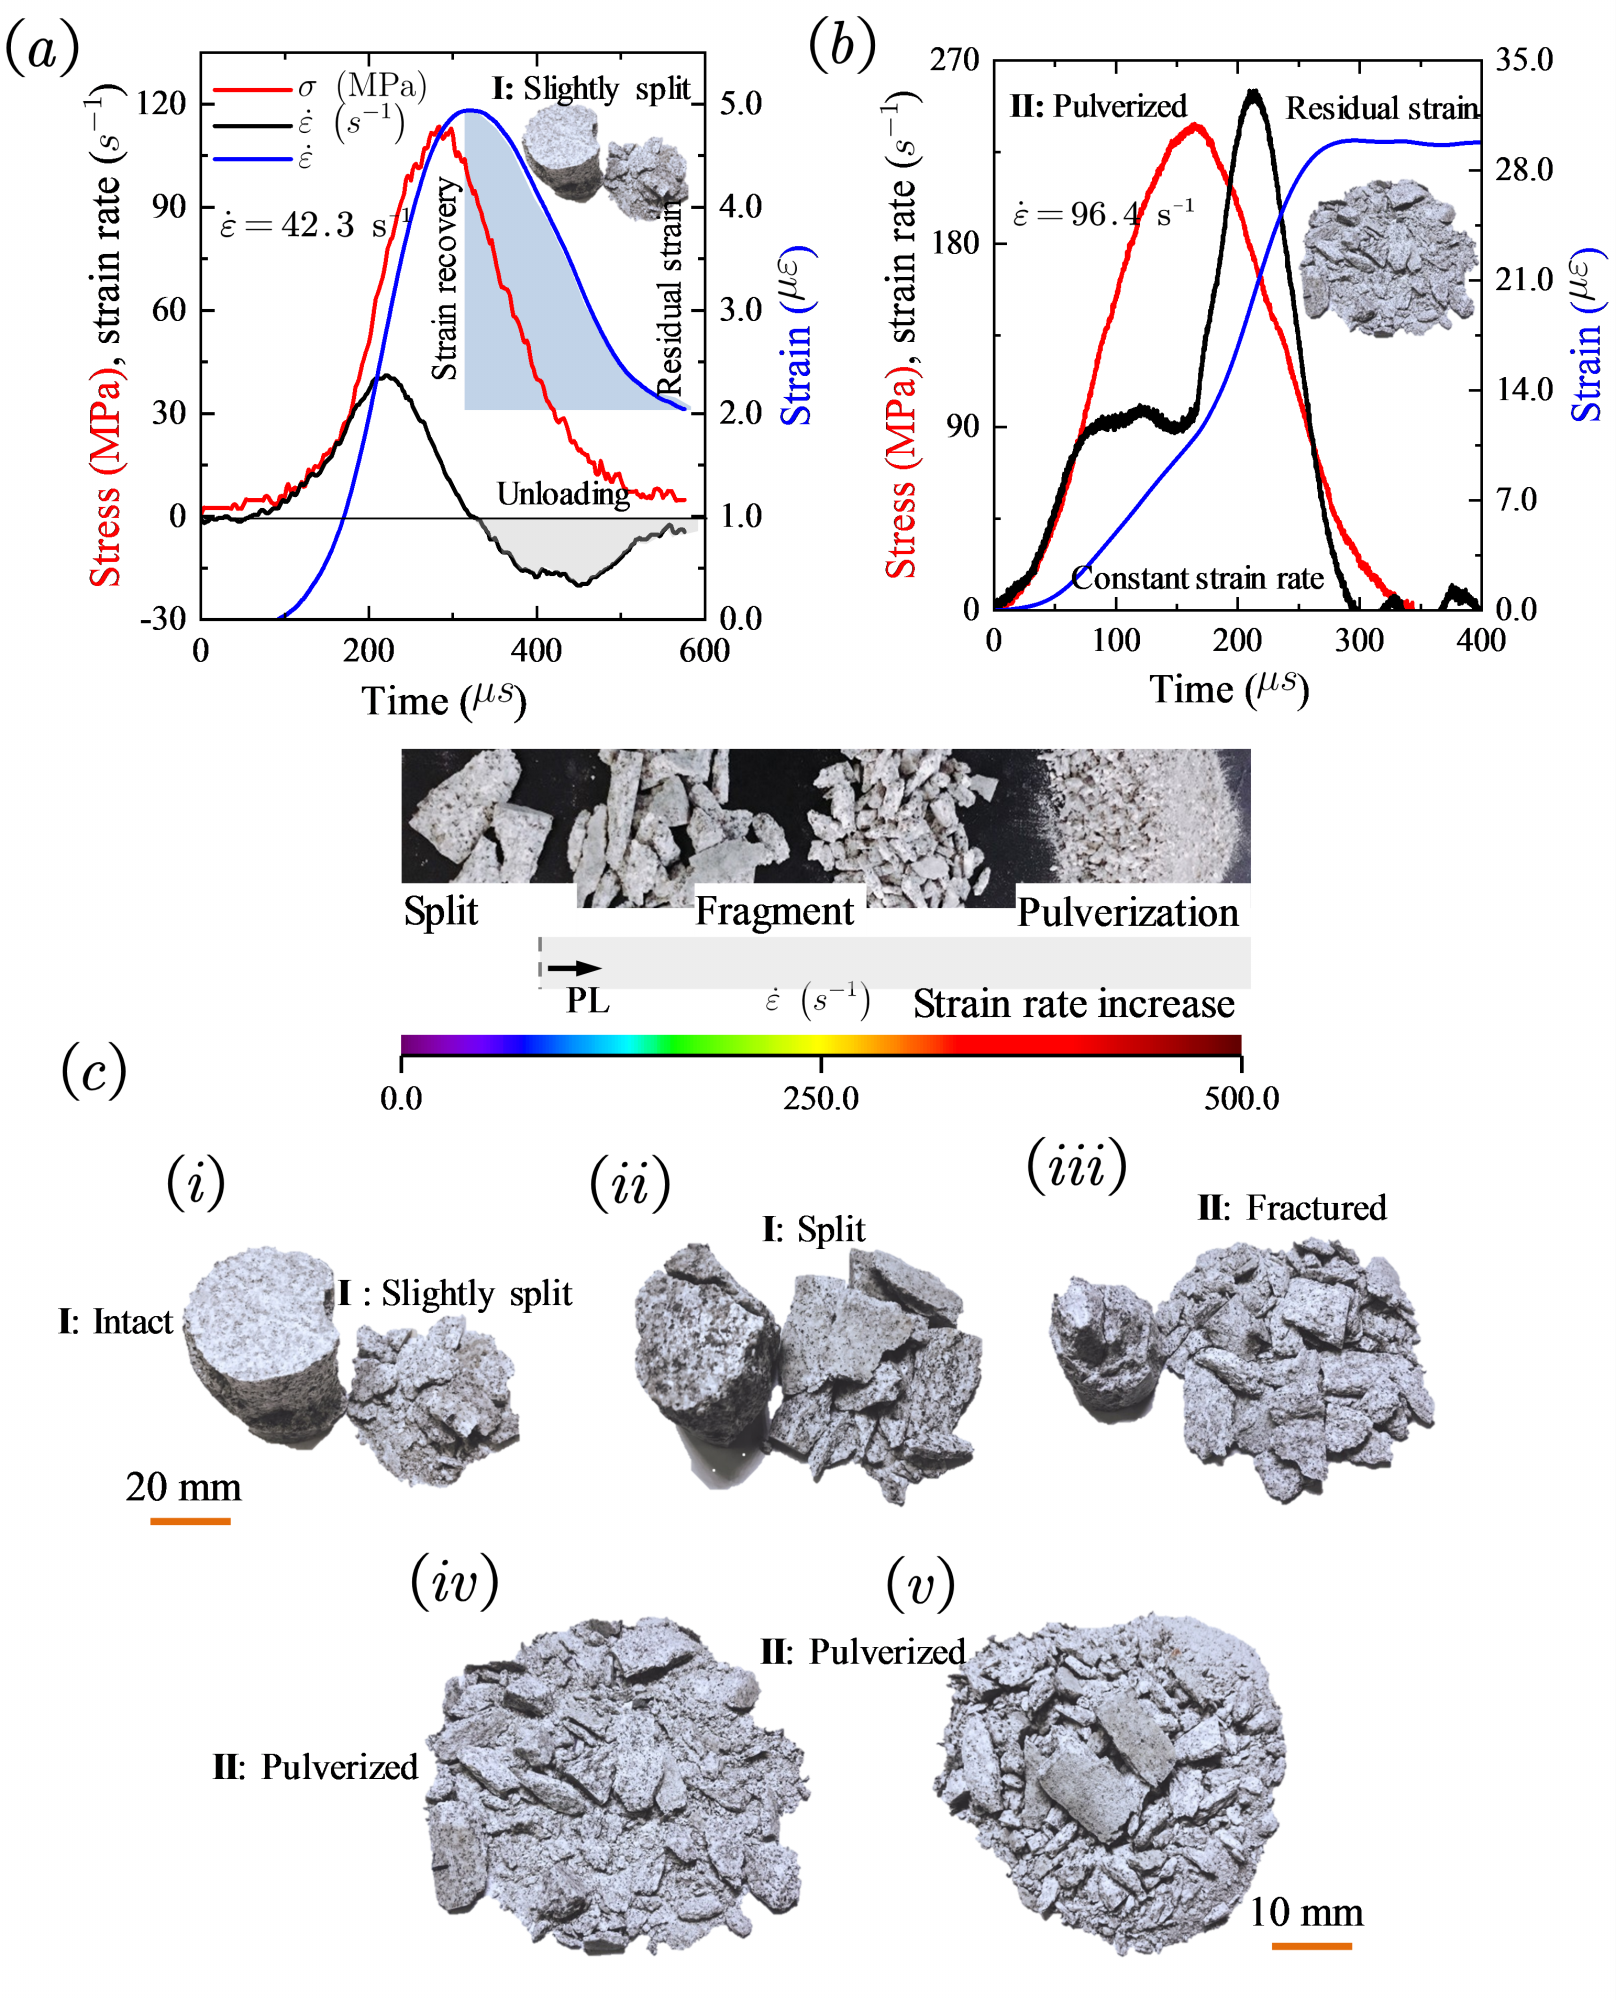 (a)
σ (MPa)
ε̇ (s⁻¹)
ε
I: Slightly split
ε̇ = 42.3 s⁻¹
Strain recovery
Residual strain
Unloading
Stress (MPa), strain rate (s⁻¹)
120
90
60
30
0
-30
5.0
4.0
3.0
2.0
1.0
0.0
Strain (με)
0 200 400 600
Time (μs)
(b)
II: Pulverized
Residual strain
ε̇ = 96.4 s⁻¹
Constant strain rate
Stress (MPa), strain rate (s⁻¹)
270
180
90
0
35.0
28.0
21.0
14.0
7.0
0.0
Strain (με)
0 100 200 300 400
Time (μs)
Split Fragment Pulverization
PL ε̇ (s⁻¹) Strain rate increase
(c)
0.0 250.0 500.0
(i)
I: Intact
I : Slightly split
20 mm
(ii)
I: Split
(iii)
II: Fractured
(iv)
II: Pulverized
(v)
II: Pulverized
10 mm